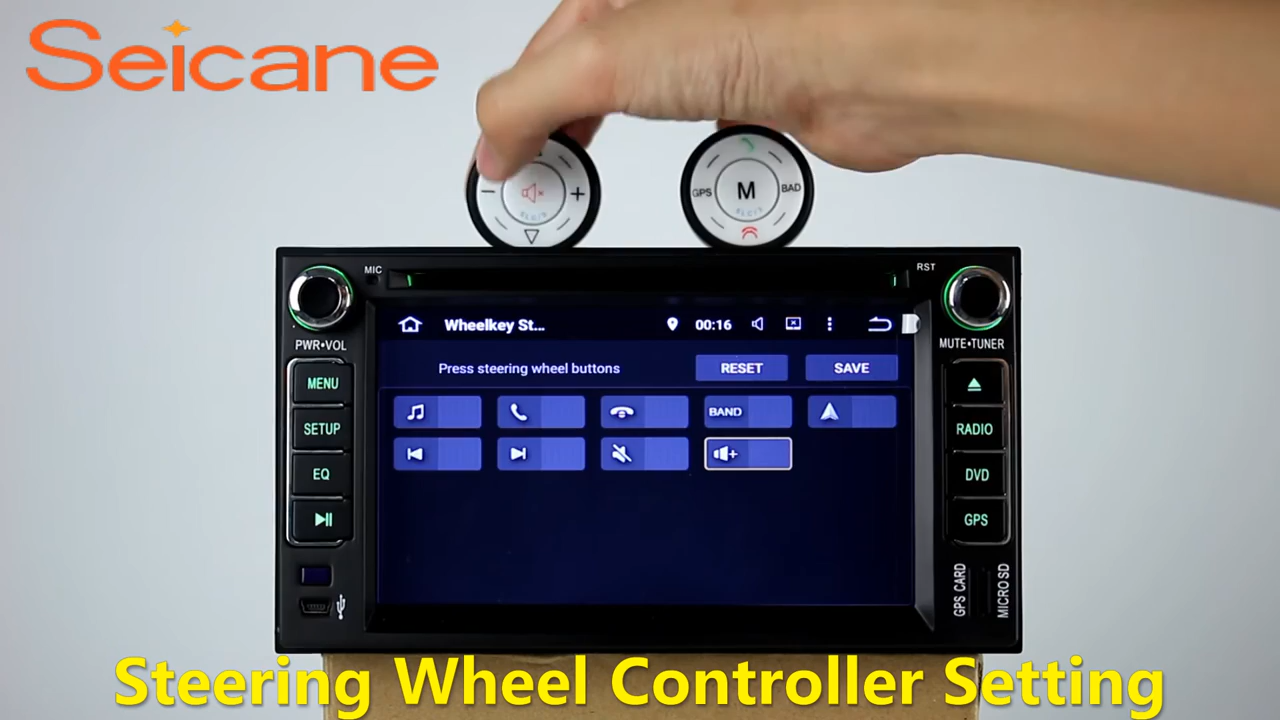 Seicane
GPS M BAD
MIC
RST
Wheelkey St... 00:16
PWR•VOL
MUTE•TUNER
Press steering wheel buttons RESET SAVE
MENU
SETUP
EQ
BAND
RADIO
DVD
GPS
GPS CARD
MICRO SD
Steering Wheel Controller Setting